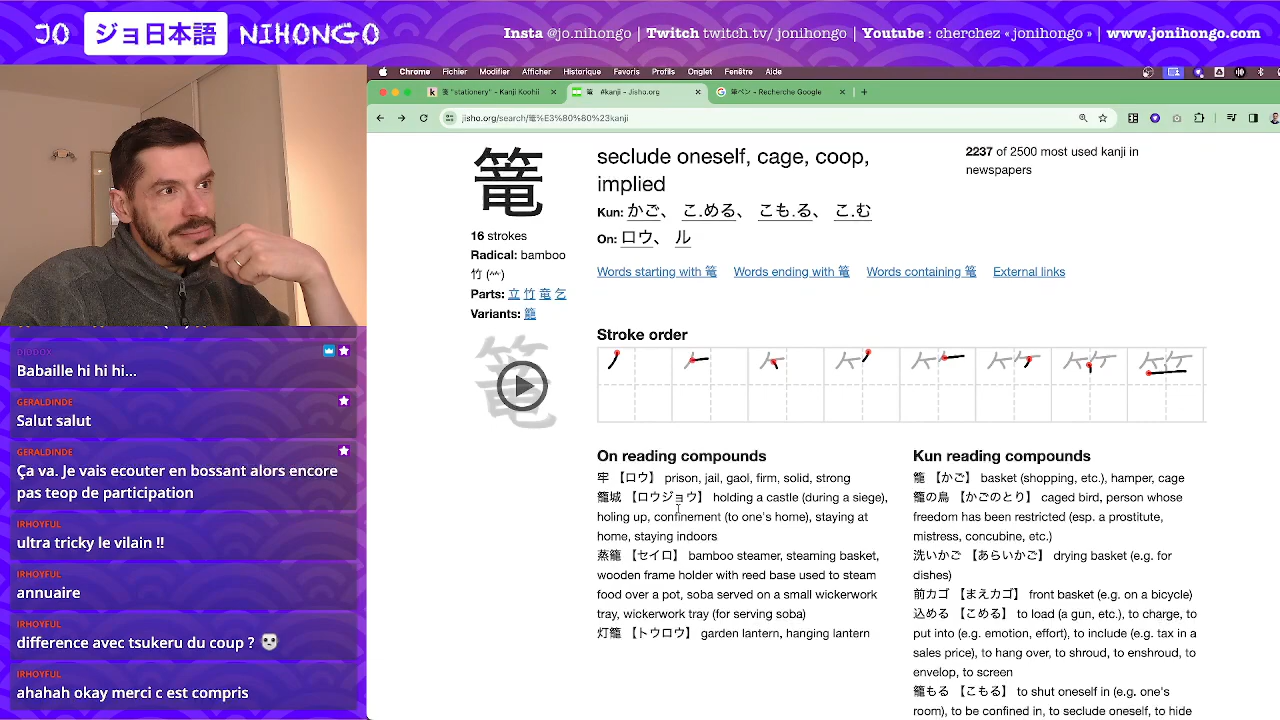 JO ジョ日本語 NIHONGO
Insta @jo.nihongo | Twitch twitch.tv/ jonihongo | Youtube : cherchez « jonihongo » | www.jonihongo.com
Chrome Fichier Modifier Afficher Historique Favoris Profils Onglet Fenêtre Aide
箋 "stationery" - Kanji Koohii
篭 #kanji - Jisho.org
筆ペン - Recherche Google
jisho.org/search/篭%E3%80%80%23kanji
篭
16 strokes
Radical: bamboo
竹 (⺮)
Parts: 立 竹 竜 乞
Variants: 籠
seclude oneself, cage, coop,
implied
Kun: かご、 こ.める、 こも.る、 こ.む
On: ロウ、 ル
2237 of 2500 most used kanji in
newspapers
Words starting with 篭 Words ending with 篭 Words containing 篭 External links
Stroke order
On reading compounds
牢 【ロウ】 prison, jail, gaol, firm, solid, strong
籠城 【ロウジョウ】 holding a castle (during a siege),
holing up, confinement (to one's home), staying at
home, staying indoors
蒸籠 【セイロ】 bamboo steamer, steaming basket,
wooden frame holder with reed base used to steam
food over a pot, soba served on a small wickerwork
tray, wickerwork tray (for serving soba)
灯籠 【トウロウ】 garden lantern, hanging lantern
Kun reading compounds
籠 【かご】 basket (shopping, etc.), hamper, cage
籠の鳥 【かごのとり】 caged bird, person whose
freedom has been restricted (esp. a prostitute,
mistress, concubine, etc.)
洗いかご 【あらいかご】 drying basket (e.g. for
dishes)
前カゴ 【まえカゴ】 front basket (e.g. on a bicycle)
込める 【こめる】 to load (a gun, etc.), to charge, to
put into (e.g. emotion, effort), to include (e.g. tax in a
sales price), to hang over, to shroud, to enshroud, to
envelop, to screen
籠もる 【こもる】 to shut oneself in (e.g. one's
room), to be confined in, to seclude oneself, to hide
DIDDOX
Babaille hi hi hi...
GERALDINDE
Salut salut
GERALDINDE
Ça va. Je vais ecouter en bossant alors encore
pas teop de participation
IRHOYFUL
ultra tricky le vilain !!
IRHOYFUL
annuaire
IRHOYFUL
difference avec tsukeru du coup ?
IRHOYFUL
ahahah okay merci c est compris